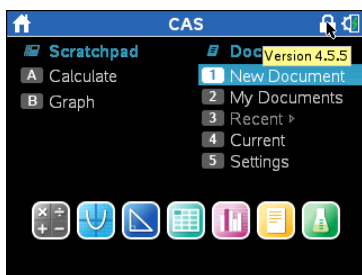 CAS
Scratchpad
A Calculate
B Graph
Doc
Version 4.5.5
1 New Document
2 My Documents
3 Recent ▸
4 Current
5 Settings